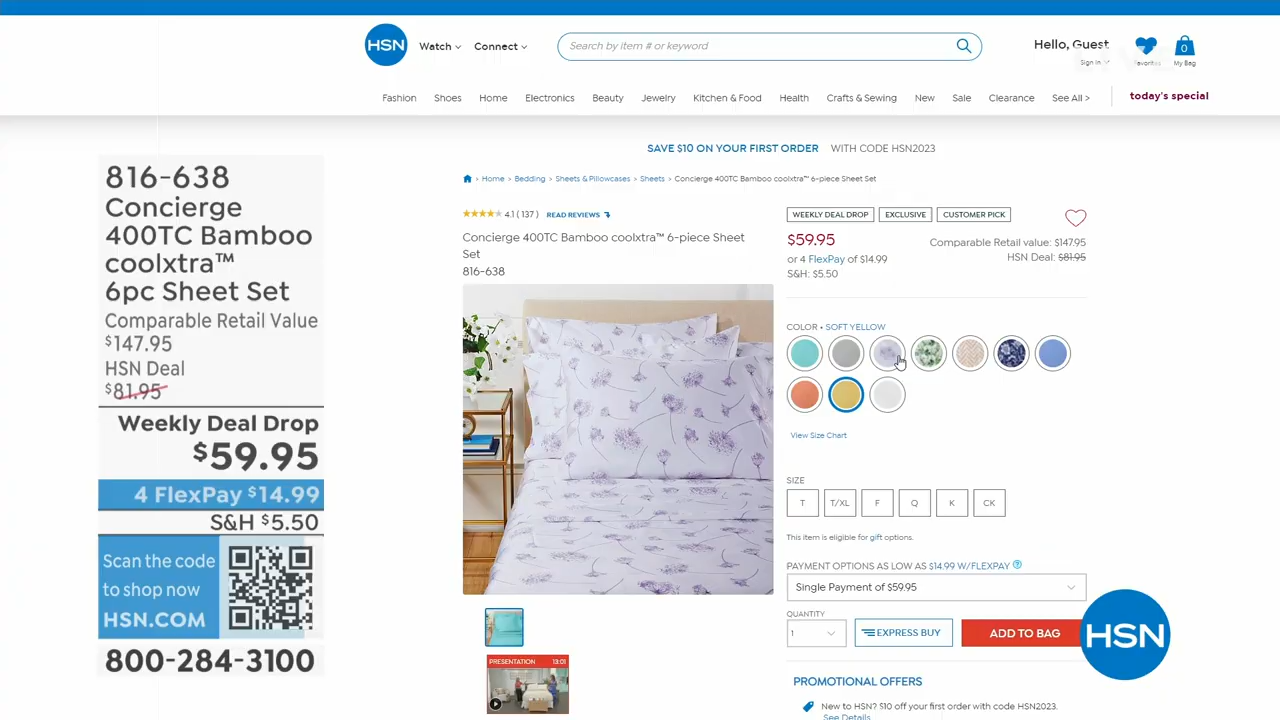 HSN
Watch
Connect
Search by item # or keyword
Hello, Guest
Sign In
Favorites
0
My Bag
Fashion
Shoes
Home
Electronics
Beauty
Jewelry
Kitchen & Food
Health
Crafts & Sewing
New
Sale
Clearance
See All >
today's special
SAVE $10 ON YOUR FIRST ORDER WITH CODE HSN2023
Home > Bedding > Sheets & Pillowcases > Sheets > Concierge 400TC Bamboo coolxtra™ 6-piece Sheet Set
816-638
Concierge
400TC Bamboo
coolxtra™
6pc Sheet Set
Comparable Retail Value
$147.95
HSN Deal
$81.95
Weekly Deal Drop
$59.95
4 FlexPay $14.99
S&H $5.50
Scan the code
to shop now
HSN.COM
800-284-3100
4.1 ( 137 ) READ REVIEWS
Concierge 400TC Bamboo coolxtra™ 6-piece Sheet
Set
816-638
PRESENTATION 13:01
WEEKLY DEAL DROP
EXCLUSIVE
CUSTOMER PICK
$59.95
or 4 FlexPay of $14.99
S&H: $5.50
Comparable Retail value: $147.95
HSN Deal: $81.95
COLOR • SOFT YELLOW
View Size Chart
SIZE
T
T/XL
F
Q
K
CK
This item is eligible for gift options.
PAYMENT OPTIONS AS LOW AS $14.99 W/FLEXPAY
Single Payment of $59.95
QUANTITY
1
EXPRESS BUY
ADD TO BAG
HSN
PROMOTIONAL OFFERS
New to HSN? $10 off your first order with code HSN2023.
See Details